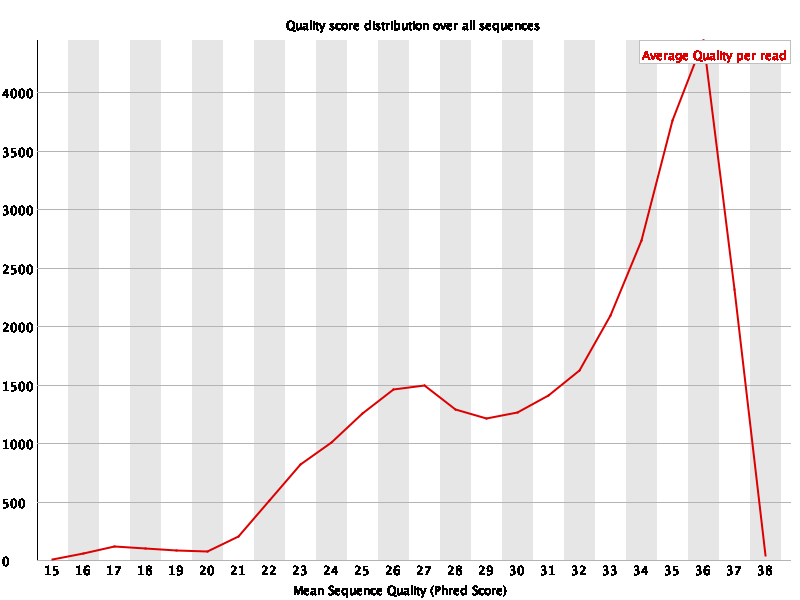 Quality score distribution over all sequences
Average Quality per read
4000
3500
3000
2500
2000
1500
1000
500
0
15 16 17 18 19 20 21 22 23 24 25 26 27 28 29 30 31 32 33 34 35 36 37 38
Mean Sequence Quality (Phred Score)